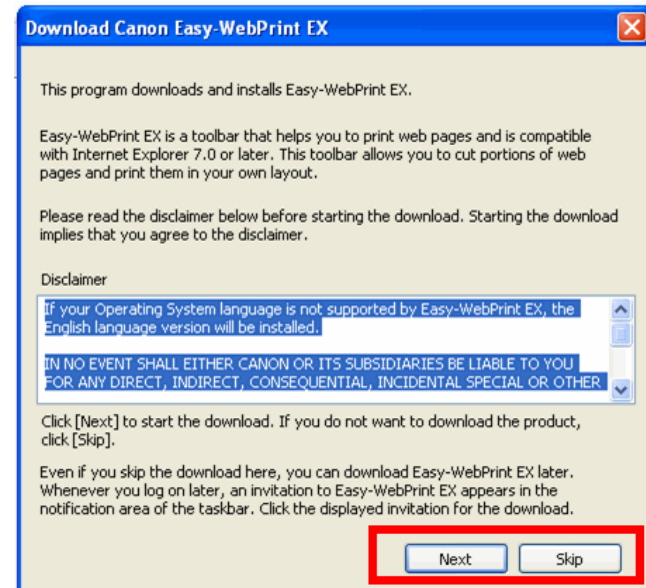 Download Canon Easy-WebPrint EX
This program downloads and installs Easy-WebPrint EX.
Easy-WebPrint EX is a toolbar that helps you to print web pages and is compatible
with Internet Explorer 7.0 or later. This toolbar allows you to cut portions of web
pages and print them in your own layout.
Please read the disclaimer below before starting the download. Starting the download
implies that you agree to the disclaimer.
Disclaimer
If your Operating System language is not supported by Easy-WebPrint EX, the
English language version will be installed.
IN NO EVENT SHALL EITHER CANON OR ITS SUBSIDIARIES BE LIABLE TO YOU
FOR ANY DIRECT, INDIRECT, CONSEQUENTIAL, INCIDENTAL SPECIAL OR OTHER
Click [Next] to start the download. If you do not want to download the product,
click [Skip].
Even if you skip the download here, you can download Easy-WebPrint EX later.
Whenever you log on later, an invitation to Easy-WebPrint EX appears in the
notification area of the taskbar. Click the displayed invitation for the download.
Next Skip